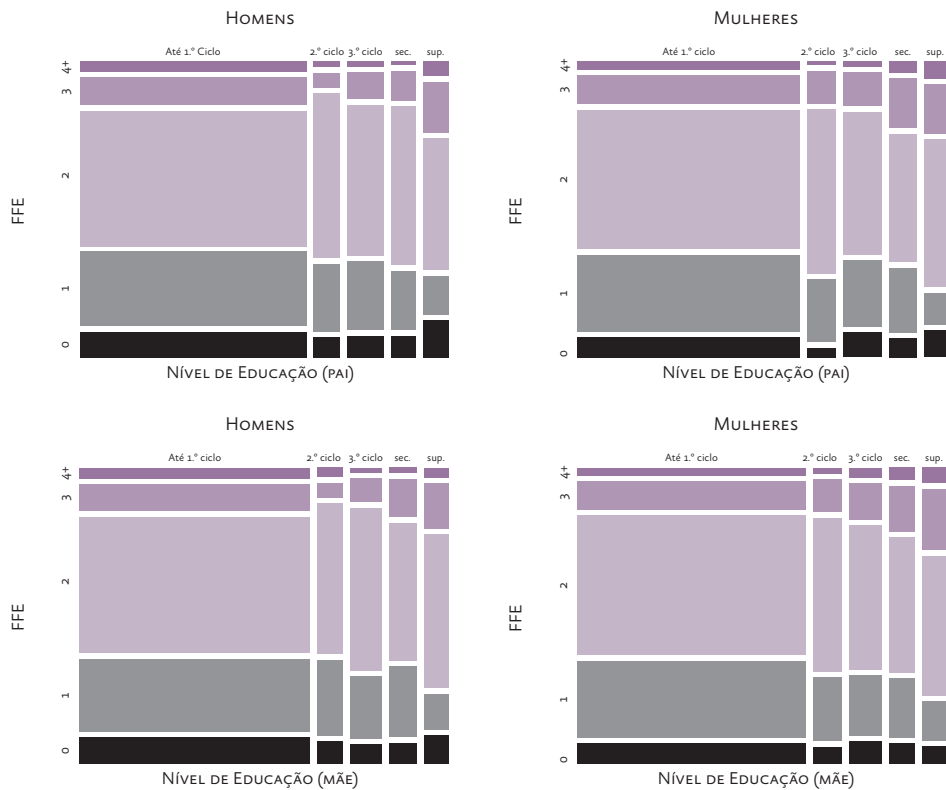 Homens
Até 1.º Ciclo 2.º ciclo 3.º ciclo sec. sup.
4+
3
2
1
0
FFE
Nível de Educação (pai)
Mulheres
Até 1.º ciclo 2.º ciclo 3.º ciclo sec. sup.
4+
3
2
1
0
FFE
Nível de Educação (pai)
Homens
Até 1.º ciclo 2.º ciclo 3.º ciclo sec. sup.
4+
3
2
1
0
FFE
Nível de Educação (mãe)
Mulheres
Até 1.º ciclo 2.º ciclo 3.º ciclo sec. sup.
4+
3
2
1
0
FFE
Nível de Educação (mãe)